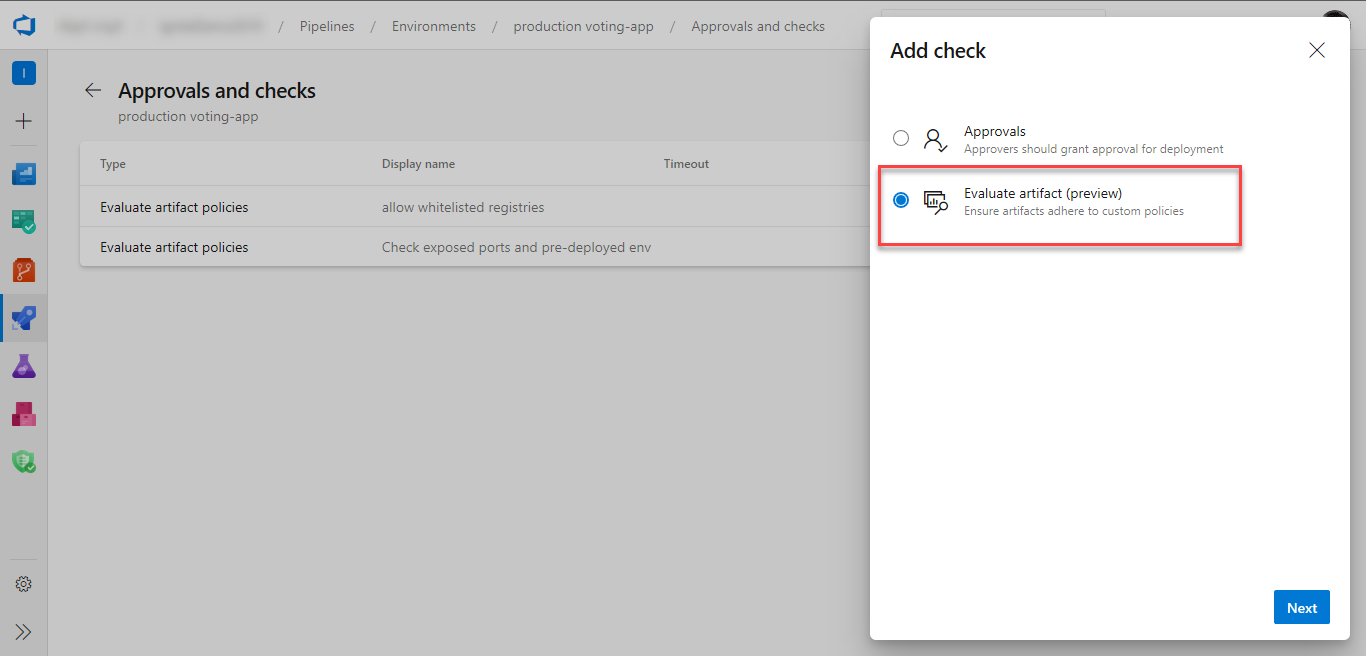 / Pipelines / Environments / production voting-app / Approvals and checks
I
Approvals and checks
production voting-app
Type Display name Timeout
Evaluate artifact policies allow whitelisted registries
Evaluate artifact policies Check exposed ports and pre-deployed env
Add check
Approvals
Approvers should grant approval for deployment
Evaluate artifact (preview)
Ensure artifacts adhere to custom policies
Next